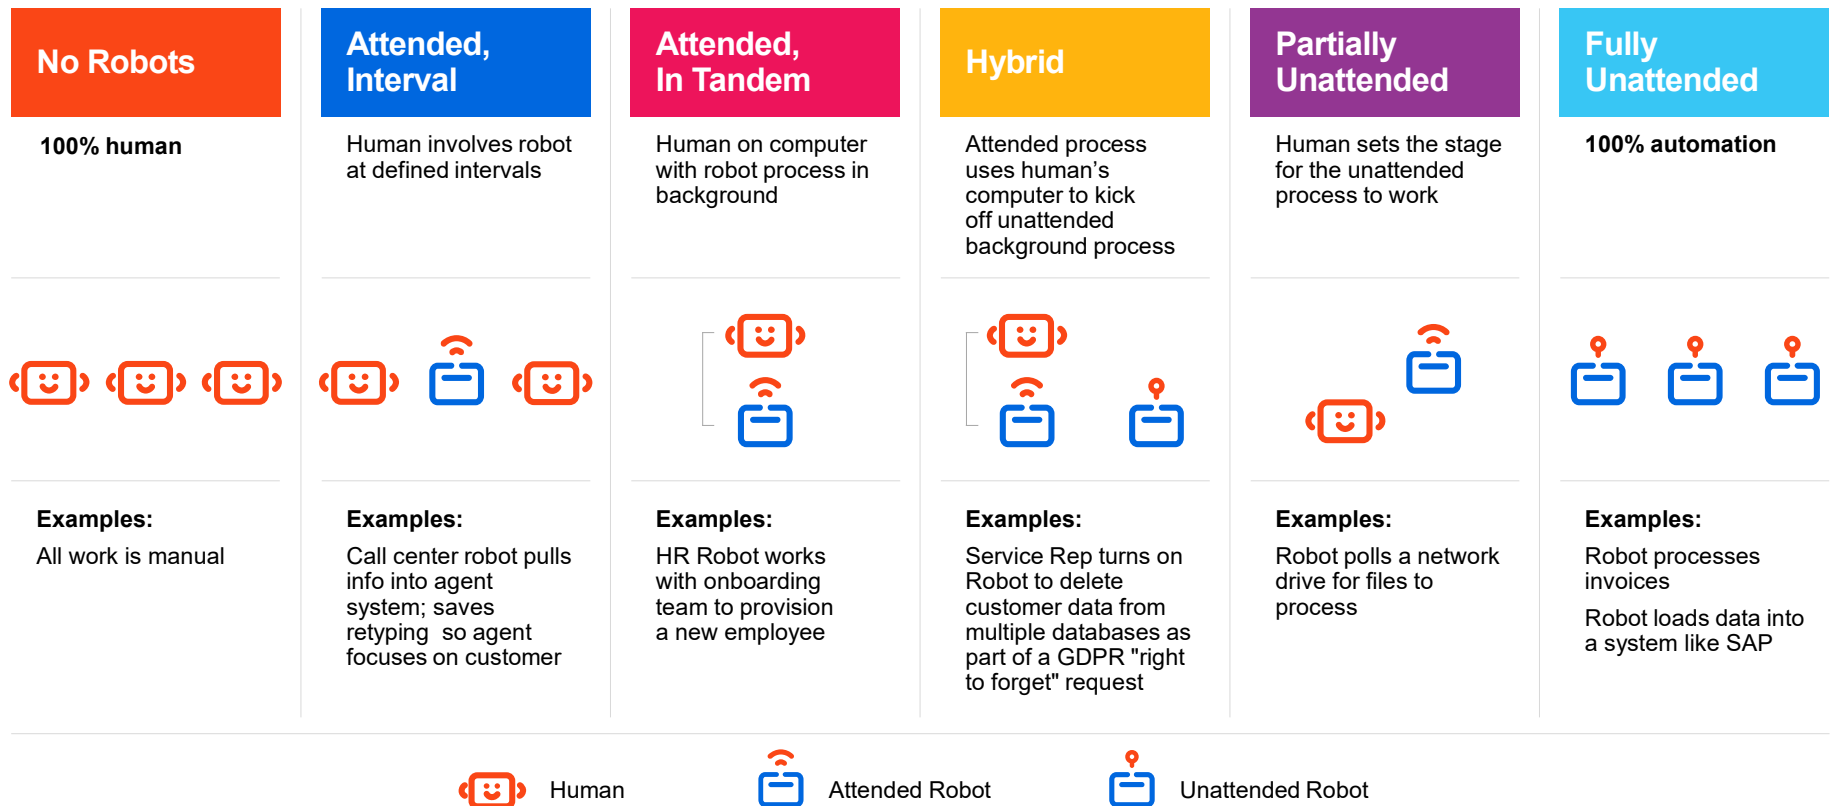 No Robots
100% human
Examples:
All work is manual
Attended,
Interval
Human involves robot
at defined intervals
Examples:
Call center robot pulls
info into agent
system; saves
retyping  so agent
focuses on customer
Attended,
In Tandem
Human on computer
with robot process in
background
Examples:
HR Robot works
with onboarding
team to provision
a new employee
Hybrid
Attended process
uses human’s
computer to kick
off unattended
background process
Examples:
Service Rep turns on
Robot to delete
customer data from
multiple databases as
part of a GDPR "right
to forget" request
Partially
Unattended
Human sets the stage
for the unattended
process to work
Examples:
Robot polls a network
drive for files to
process
Fully
Unattended
100% automation
Examples:
Robot processes
invoices
Robot loads data into
a system like SAP
Human
Attended Robot
Unattended Robot